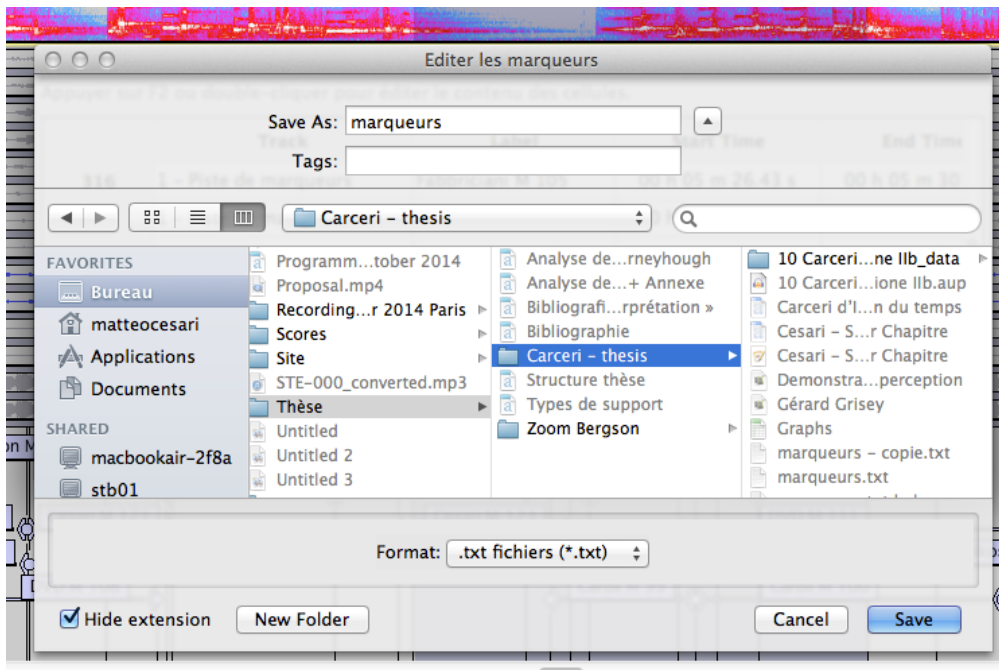 Editer les marqueurs
Appuyer sur F2 ou double-cliquer pour éditer le contenu des cellules.
Save As: marqueurs
Track Label Start Time End Time
Tags:
116 1 - Piste de marqueurs Fabbriciani M 105 00 h 05 m 26.43 s 00 h 05 m 30
Carceri – thesis
FAVORITES
Bureau
matteocesari
Applications
Documents
SHARED
macbookair-2f8a
stb01
Programm...tober 2014
Proposal.mp4
Recording...r 2014 Paris
Scores
Site
STE-000_converted.mp3
Thèse
Untitled
Untitled 2
Untitled 3
Analyse de...rneyhough
Analyse de...+ Annexe
Bibliografi...rprétation »
Bibliographie
Carceri – thesis
Structure thèse
Types de support
Zoom Bergson
10 Carceri...ne IIb_data
10 Carceri...ione IIb.aup
Carceri d'I...n du temps
Cesari – S...r Chapitre
Cesari – S...r Chapitre
Demonstra...perception
Gérard Grisey
Graphs
marqueurs – copie.txt
marqueurs.txt
Format: .txt fichiers (*.txt)
Hide extension
New Folder
Cancel
Save